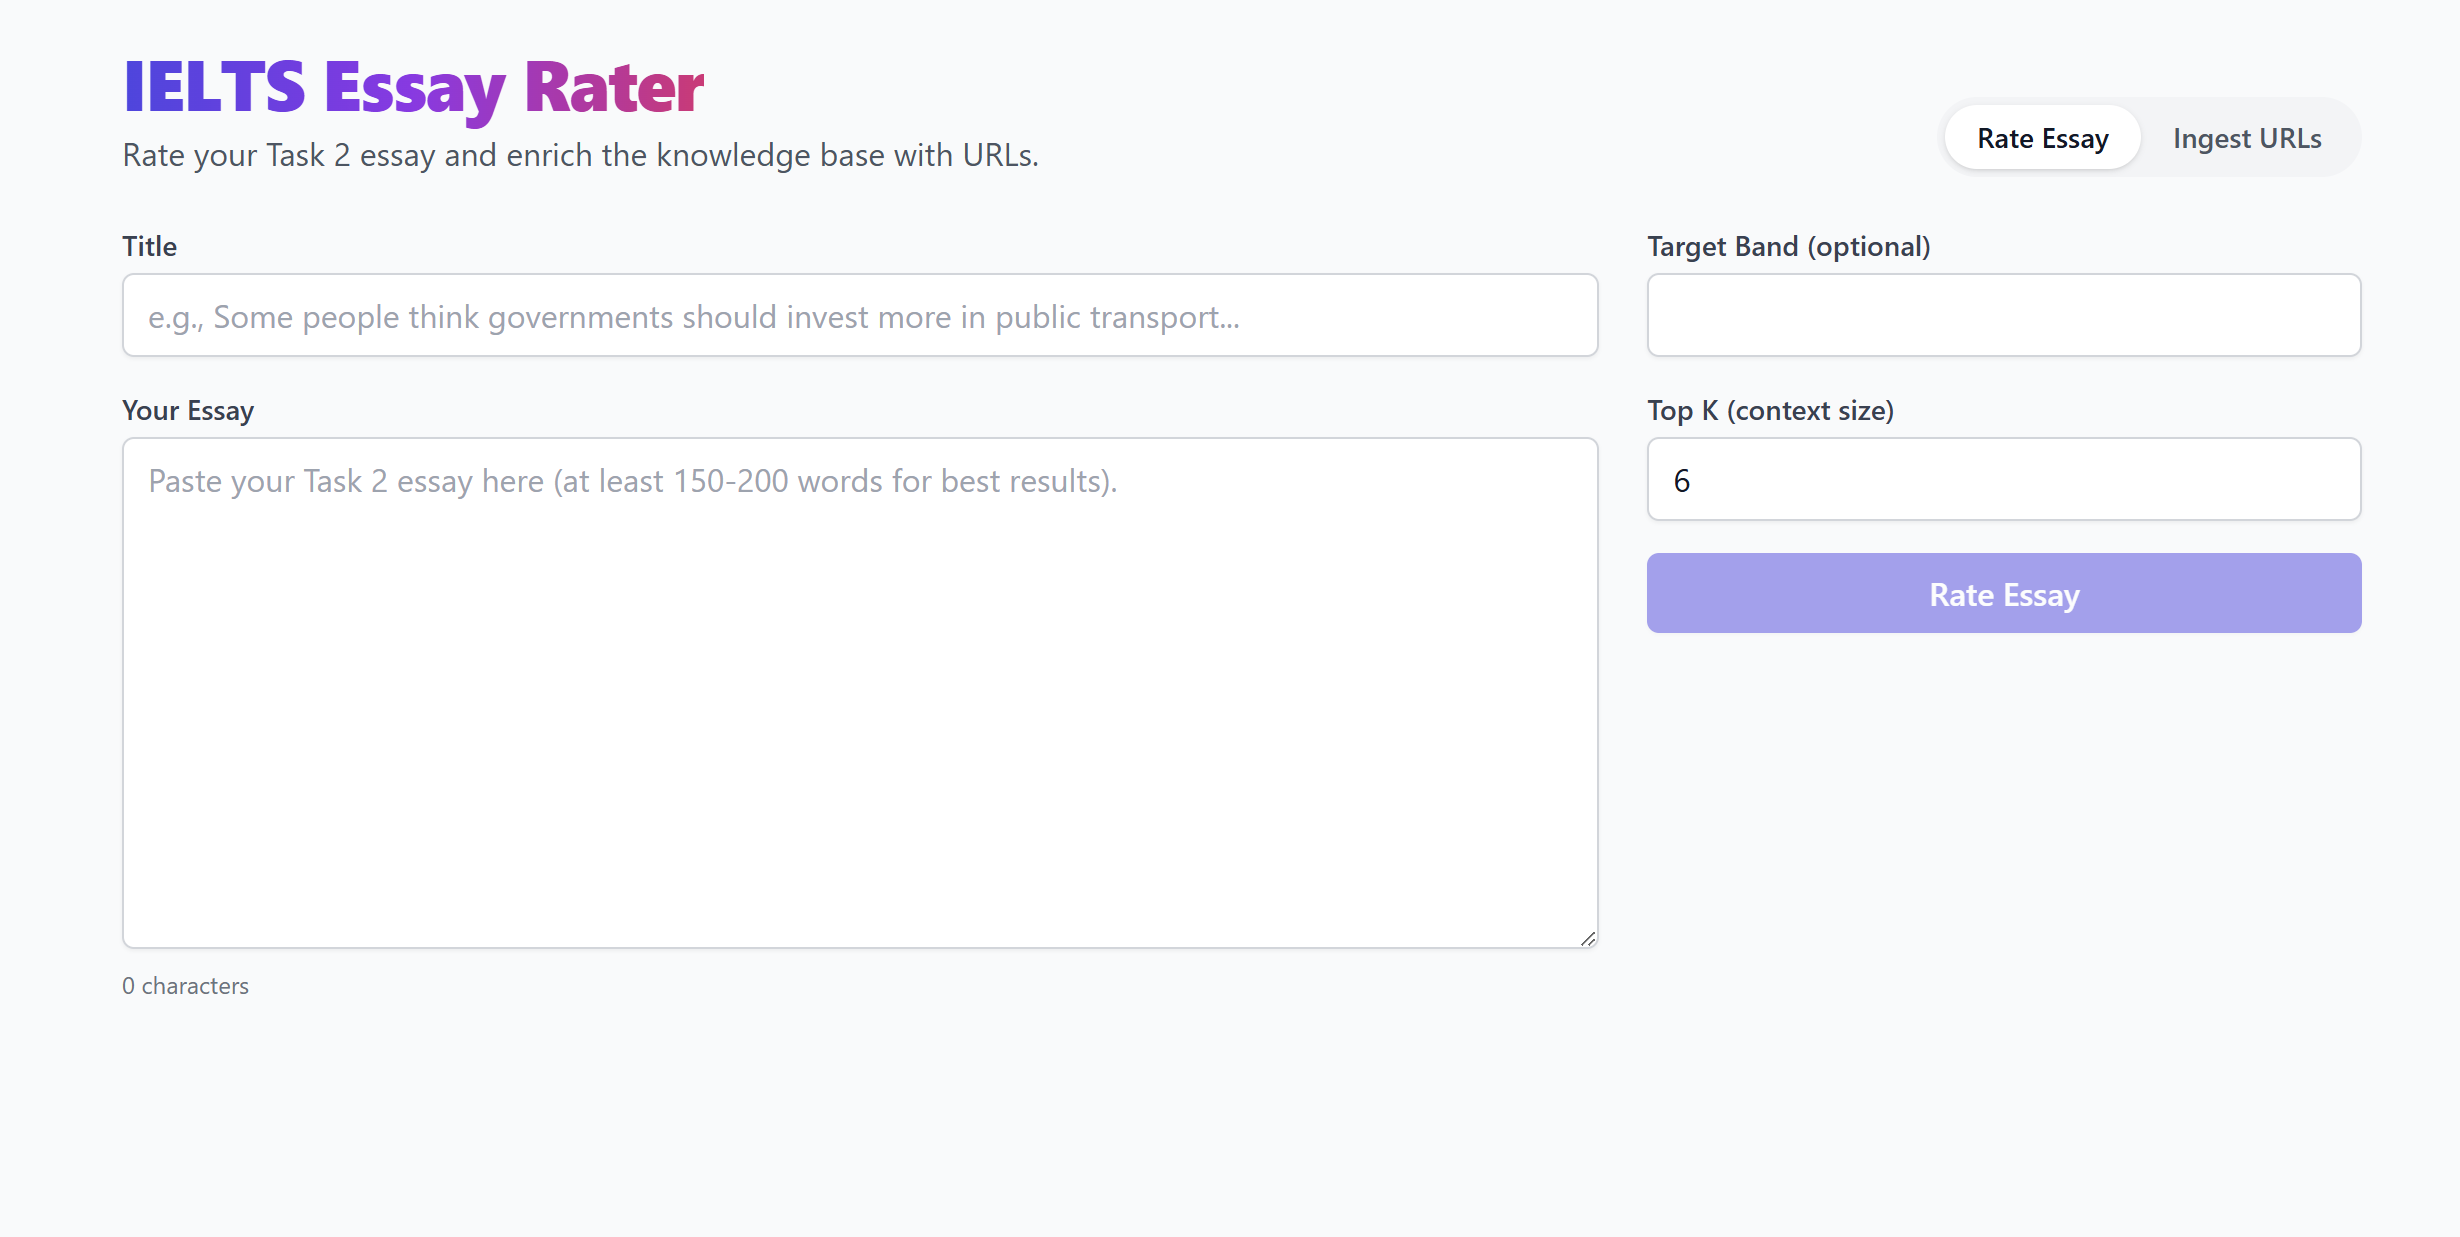 IELTS Essay Rater
Rate your Task 2 essay and enrich the knowledge base with URLs.
Rate Essay
Ingest URLs
Title
e.g., Some people think governments should invest more in public transport...
Target Band (optional)
Your Essay
Paste your Task 2 essay here (at least 150-200 words for best results).
0 characters
Top K (context size)
6
Rate Essay